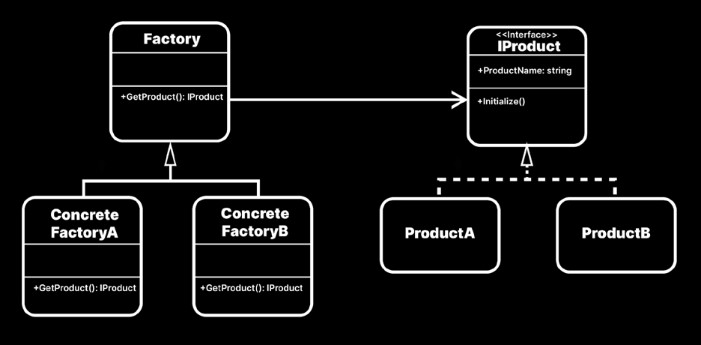 Factory
+GetProduct(): IProduct
<<Interface>>
IProduct
+ProductName: string
+Initialize()
Concrete
FactoryA
+GetProduct(): IProduct
Concrete
FactoryB
+GetProduct(): IProduct
ProductA
ProductB